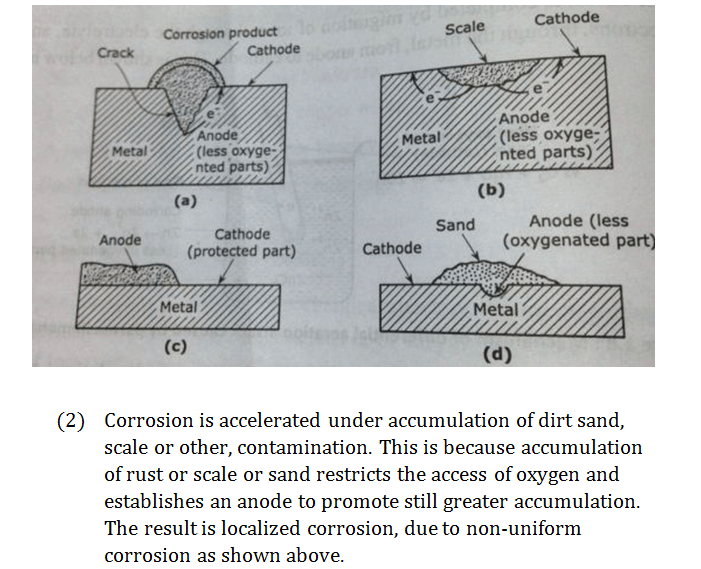 Corrosion product
Crack
Cathode
e⁻
Anode
(less oxyge-
nted parts)
Metal
(a)
Scale
Cathode
e⁻
e⁻
Anode
(less oxyge-
nted parts)
Metal
(b)
Anode
Cathode
(protected part)
Metal
(c)
Sand
Anode (less
(oxygenated part)
Cathode
Metal
(d)
(2) Corrosion is accelerated under accumulation of dirt sand,
scale or other, contamination. This is because accumulation
of rust or scale or sand restricts the access of oxygen and
establishes an anode to promote still greater accumulation.
The result is localized corrosion, due to non-uniform
corrosion as shown above.